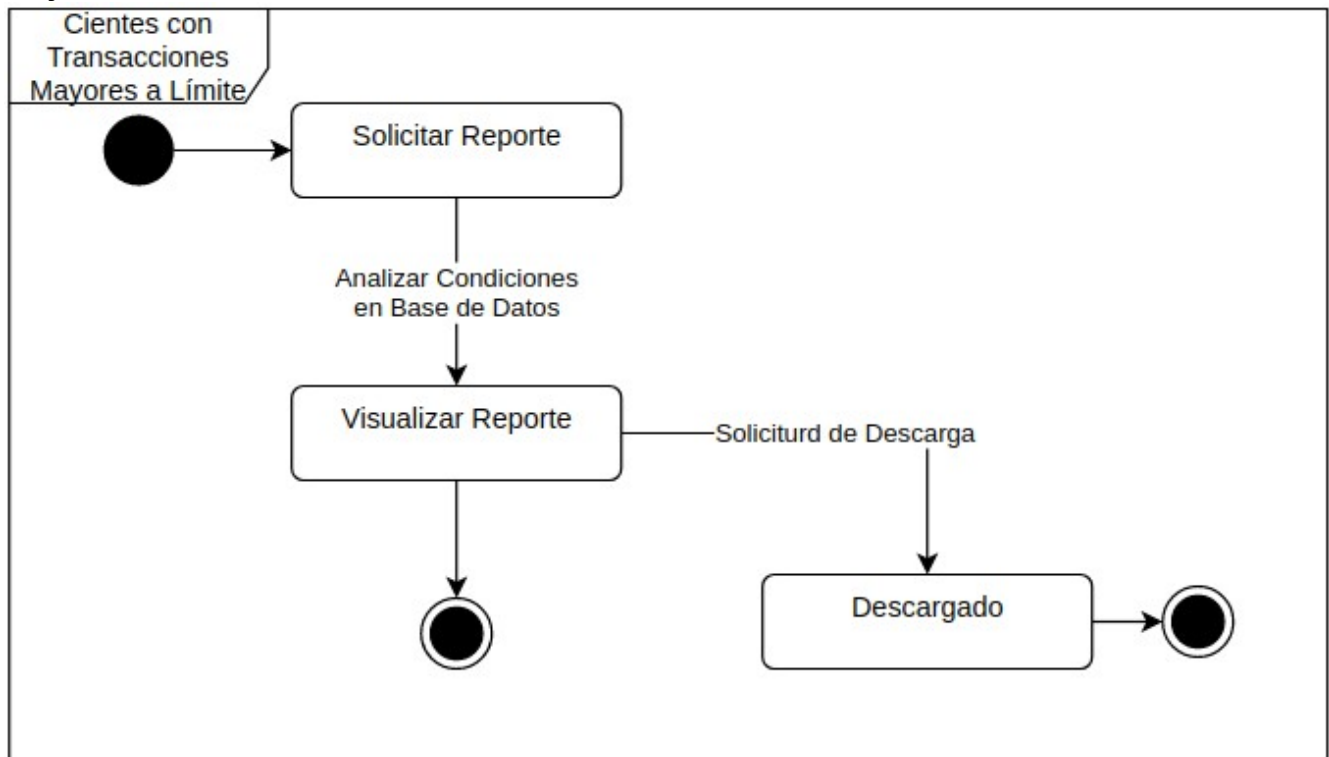 Cientes con
Transacciones
Mayores a Límite
Solicitar Reporte
Analizar Condiciones
en Base de Datos
Visualizar Reporte
Soliciturd de Descarga
Descargado